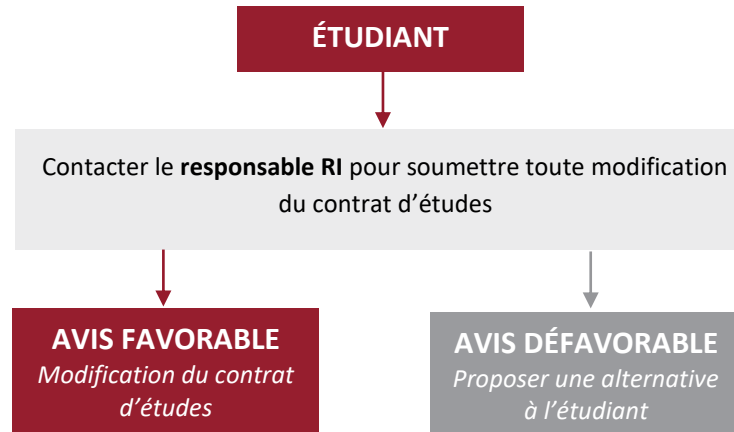 ÉTUDIANT
Contacter le responsable RI pour soumettre toute modification
du contrat d’études
AVIS FAVORABLE
Modification du contrat
d’études
AVIS DÉFAVORABLE
Proposer une alternative
à l’étudiant